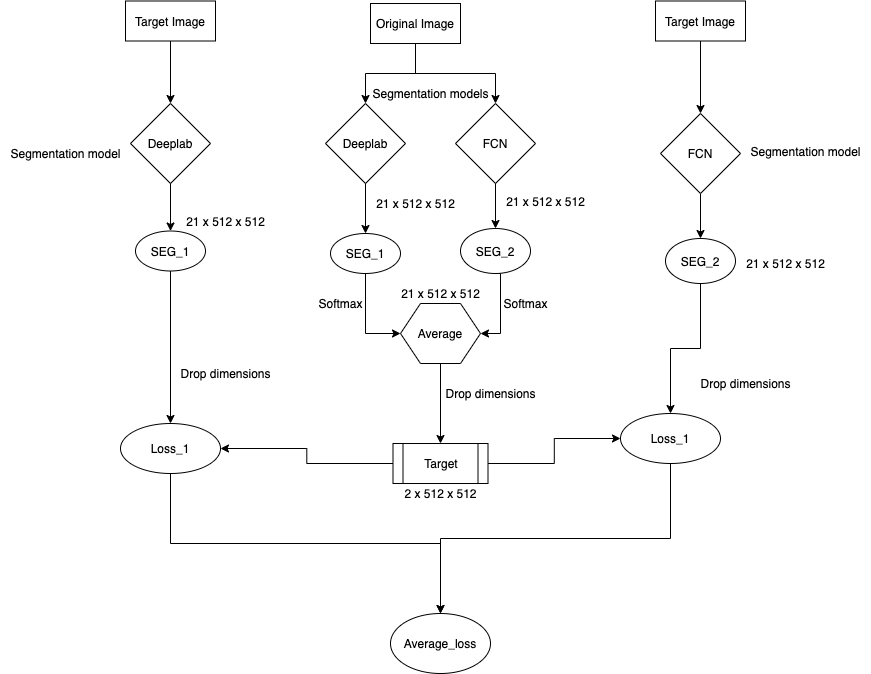 Target Image
Original Image
Target Image
Segmentation models
Deeplab
Deeplab
FCN
FCN
Segmentation model
Segmentation model
21 x 512 x 512
21 x 512 x 512
21 x 512 x 512
SEG_1
SEG_1
SEG_2
SEG_2
21 x 512 x 512
21 x 512 x 512
Softmax
Softmax
Average
Drop dimensions
Drop dimensions
Drop dimensions
Loss_1
Loss_1
Target
2 x 512 x 512
Average_loss